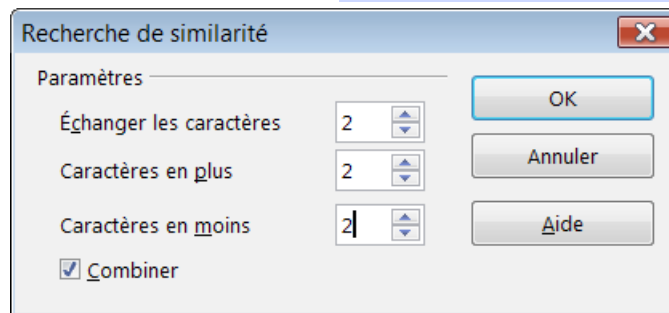 Recherche de similarité
Paramètres
Échanger les caractères 2
Caractères en plus 2
Caractères en moins 2
Combiner
OK
Annuler
Aide